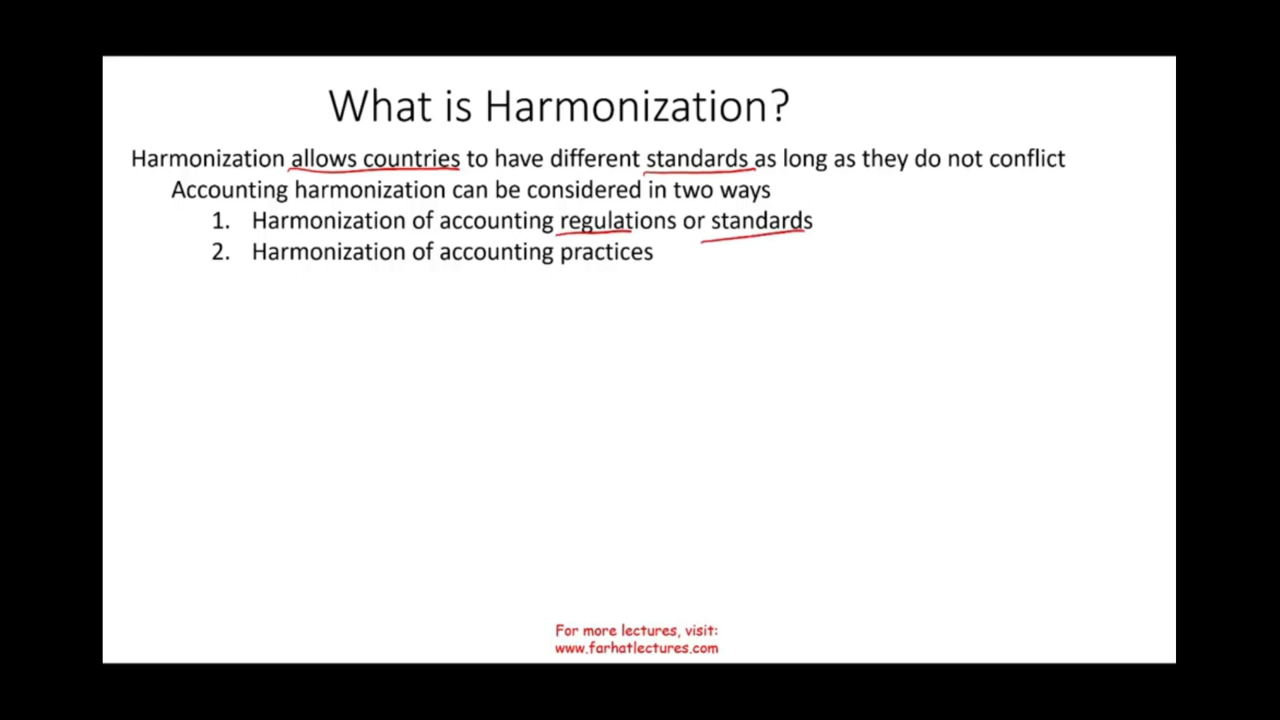 What is Harmonization?
Harmonization allows countries to have different standards as long as they do not conflict
Accounting harmonization can be considered in two ways
1. Harmonization of accounting regulations or standards
2. Harmonization of accounting practices
For more lectures, visit:
www.farhatlectures.com